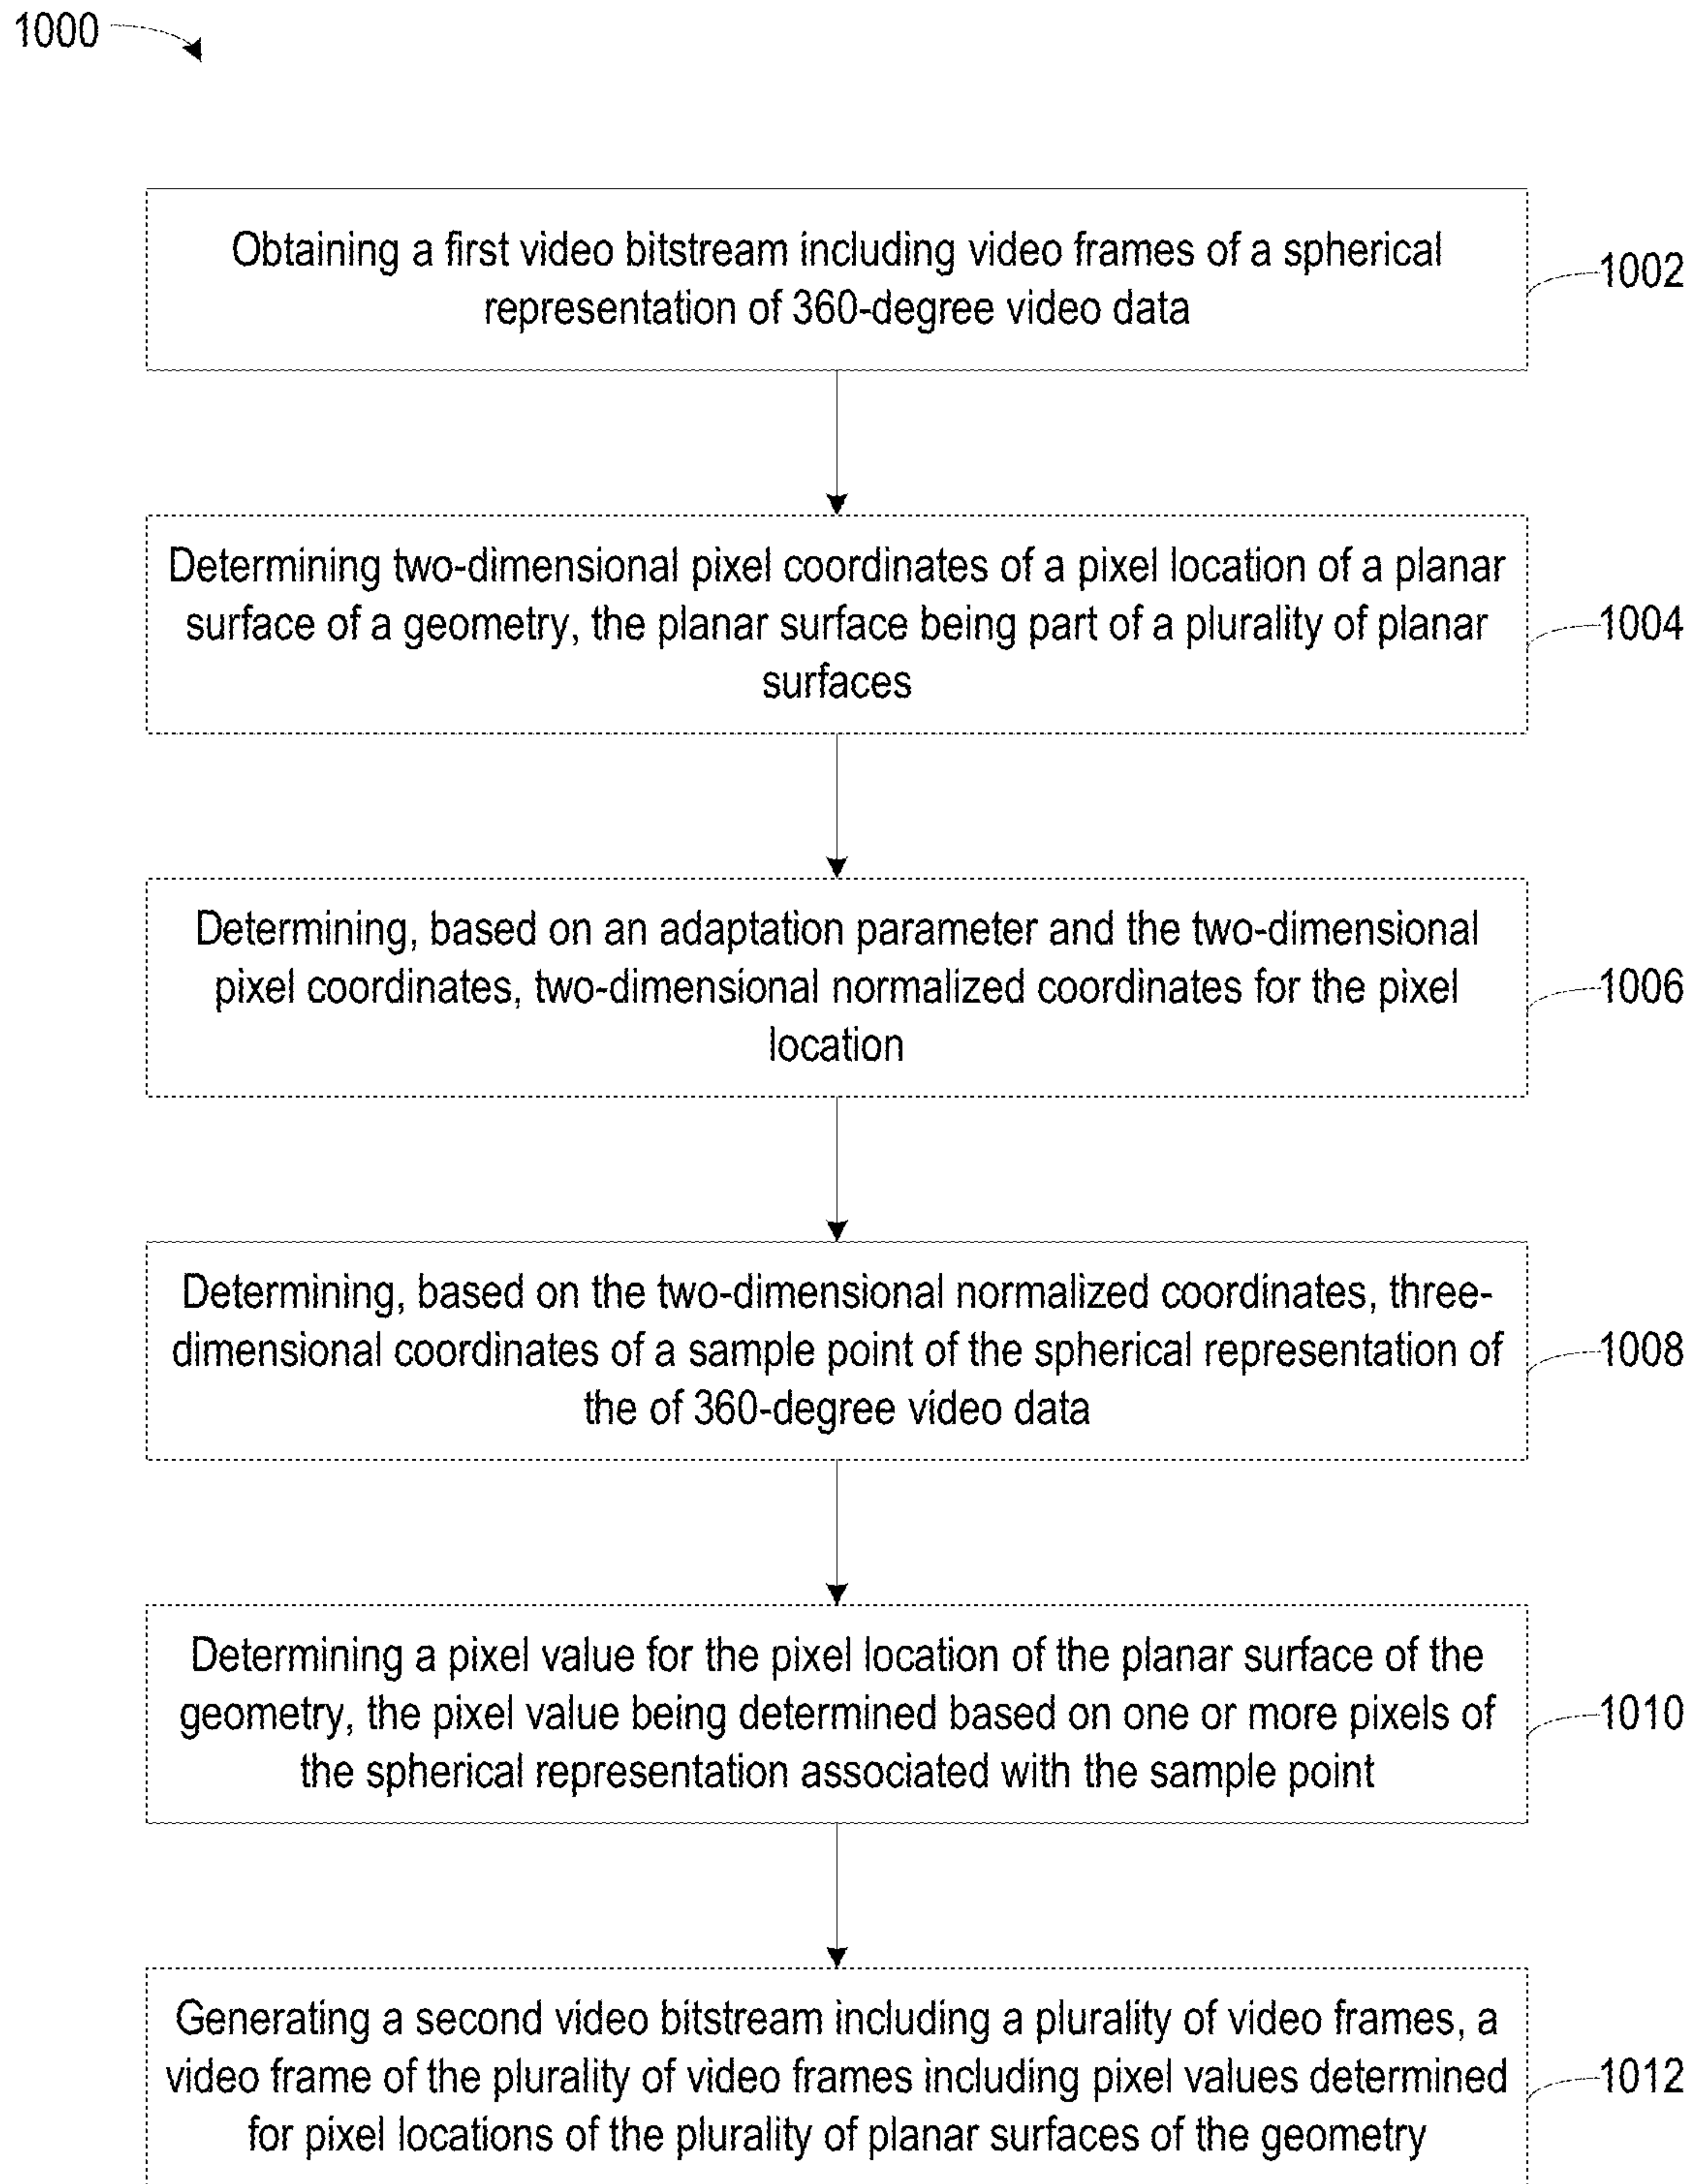 1000
Obtaining a first video bitstream including video frames of a spherical
representation of 360-degree video data
1002
Determining two-dimensional pixel coordinates of a pixel location of a planar
surface of a geometry, the planar surface being part of a plurality of planar
surfaces
1004
Determining, based on an adaptation parameter and the two-dimensional
pixel coordinates, two-dimensional normalized coordinates for the pixel
location
1006
Determining, based on the two-dimensional normalized coordinates, three-
dimensional coordinates of a sample point of the spherical representation of
the of 360-degree video data
1008
Determining a pixel value for the pixel location of the planar surface of the
geometry, the pixel value being determined based on one or more pixels of
the spherical representation associated with the sample point
1010
Generating a second video bitstream including a plurality of video frames, a
video frame of the plurality of video frames including pixel values determined
for pixel locations of the plurality of planar surfaces of the geometry
1012